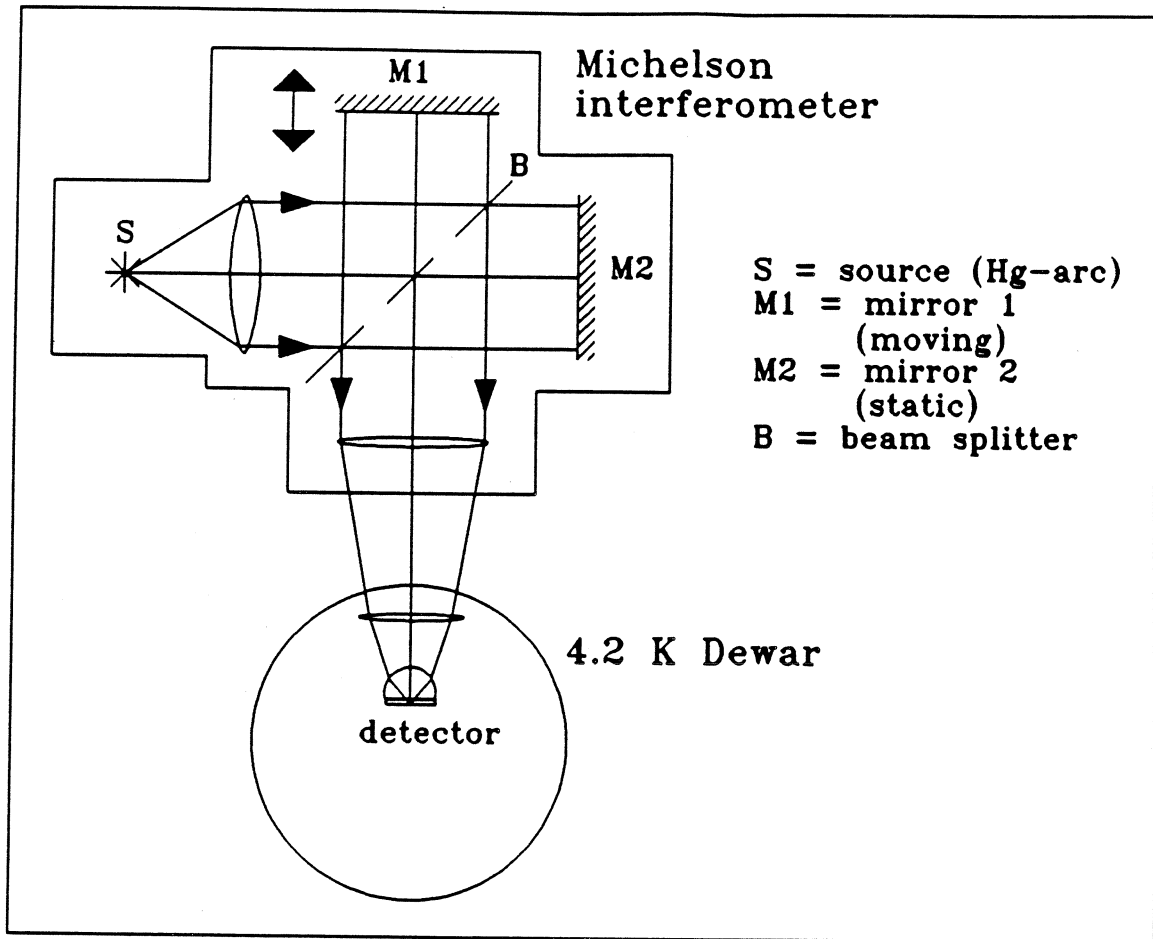 Michelson
interferometer
M1
B
S
M2
S = source (Hg-arc)
M1 = mirror 1
(moving)
M2 = mirror 2
(static)
B = beam splitter
4.2 K Dewar
detector